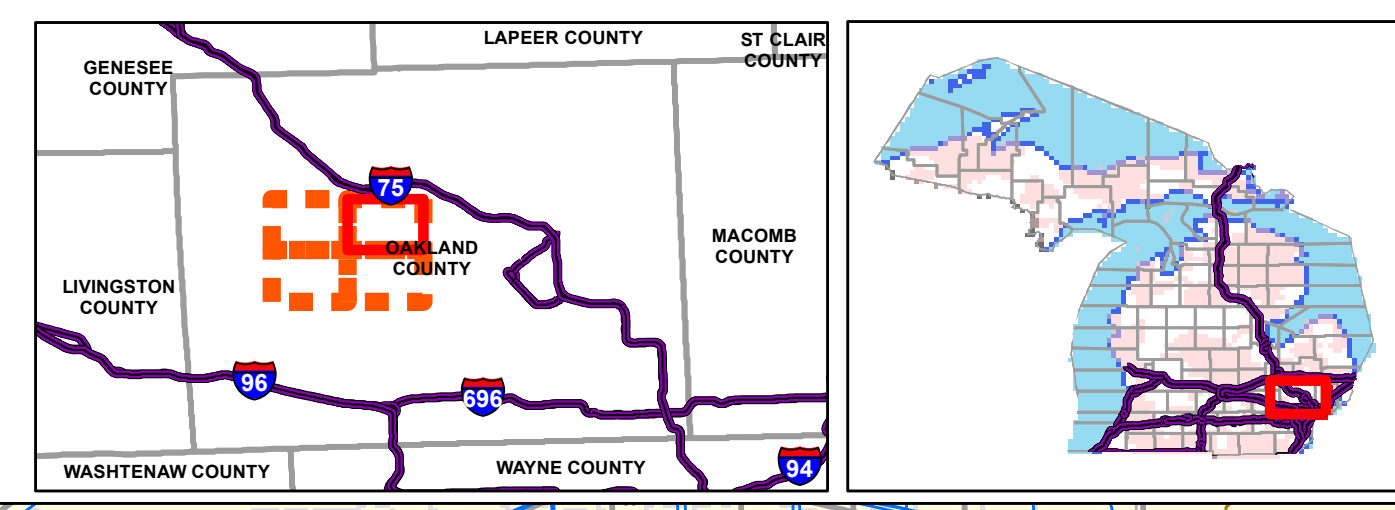 LAPEER COUNTY
ST CLAIR
COUNTY
GENESEE
COUNTY
75
OAKLAND
COUNTY
MACOMB
COUNTY
LIVINGSTON
COUNTY
96
696
WASHTENAW COUNTY
WAYNE COUNTY
94